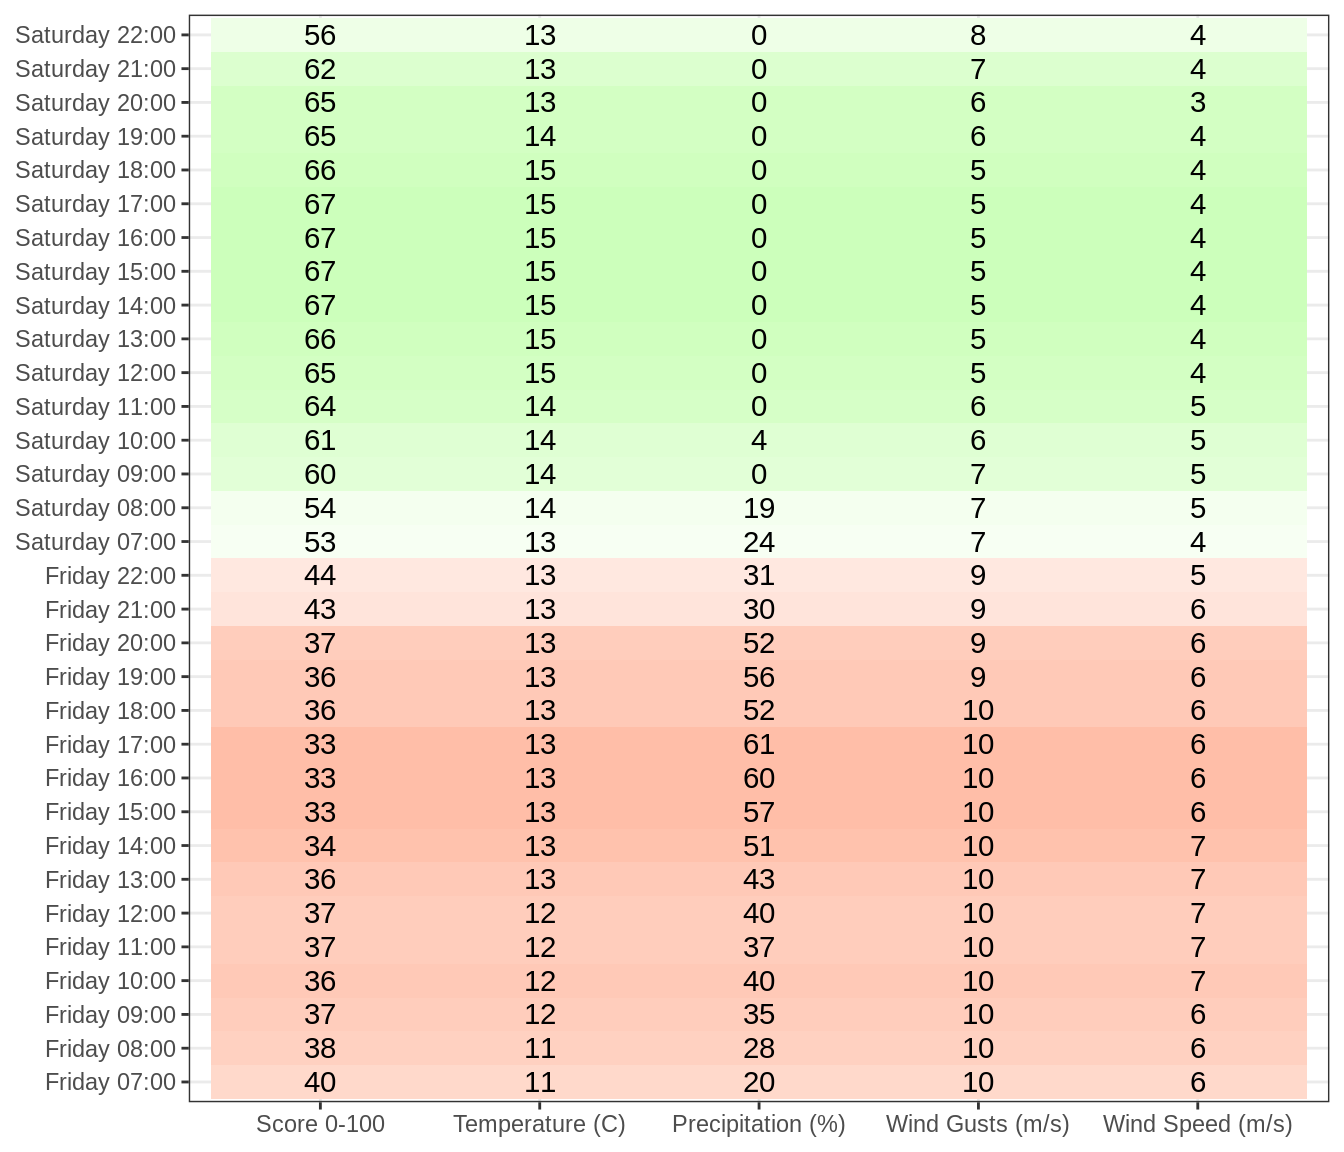 Saturday 22:00 56 13 0 8 4
Saturday 21:00 62 13 0 7 4
Saturday 20:00 65 13 0 6 3
Saturday 19:00 65 14 0 6 4
Saturday 18:00 66 15 0 5 4
Saturday 17:00 67 15 0 5 4
Saturday 16:00 67 15 0 5 4
Saturday 15:00 67 15 0 5 4
Saturday 14:00 67 15 0 5 4
Saturday 13:00 66 15 0 5 4
Saturday 12:00 65 15 0 5 4
Saturday 11:00 64 14 0 6 5
Saturday 10:00 61 14 4 6 5
Saturday 09:00 60 14 0 7 5
Saturday 08:00 54 14 19 7 5
Saturday 07:00 53 13 24 7 4
Friday 22:00 44 13 31 9 5
Friday 21:00 43 13 30 9 6
Friday 20:00 37 13 52 9 6
Friday 19:00 36 13 56 9 6
Friday 18:00 36 13 52 10 6
Friday 17:00 33 13 61 10 6
Friday 16:00 33 13 60 10 6
Friday 15:00 33 13 57 10 6
Friday 14:00 34 13 51 10 7
Friday 13:00 36 13 43 10 7
Friday 12:00 37 12 40 10 7
Friday 11:00 37 12 37 10 7
Friday 10:00 36 12 40 10 7
Friday 09:00 37 12 35 10 6
Friday 08:00 38 11 28 10 6
Friday 07:00 40 11 20 10 6
Score 0-100 Temperature (C) Precipitation (%) Wind Gusts (m/s) Wind Speed (m/s)